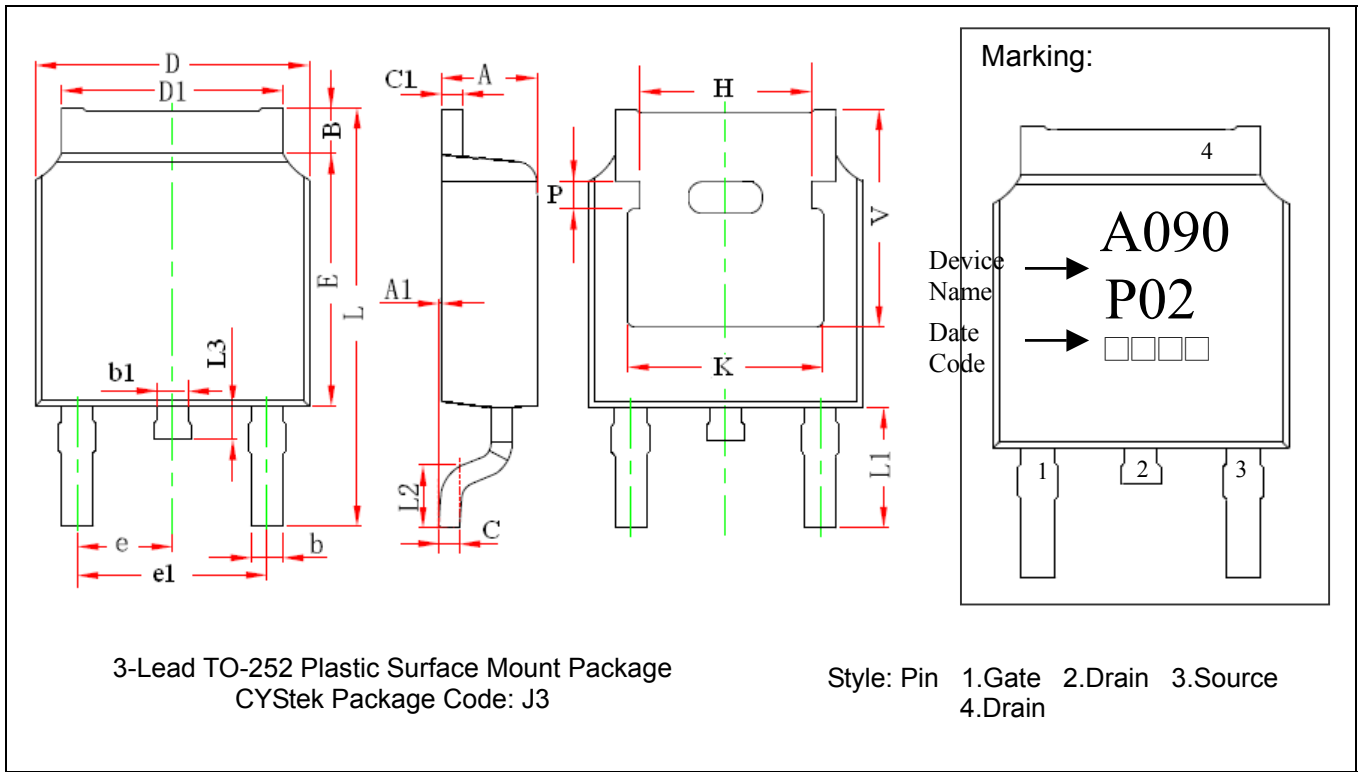 D
D1
B
E
L
L3
b1
e
e1
b
C1
A
A1
L2
C
H
P
V
K
L1
Marking:
4
A090
P02
Device
Name
Date
Code
□□□□
1
2
3
3-Lead TO-252 Plastic Surface Mount Package
CYStek Package Code: J3
Style: Pin 1.Gate 2.Drain 3.Source
4.Drain